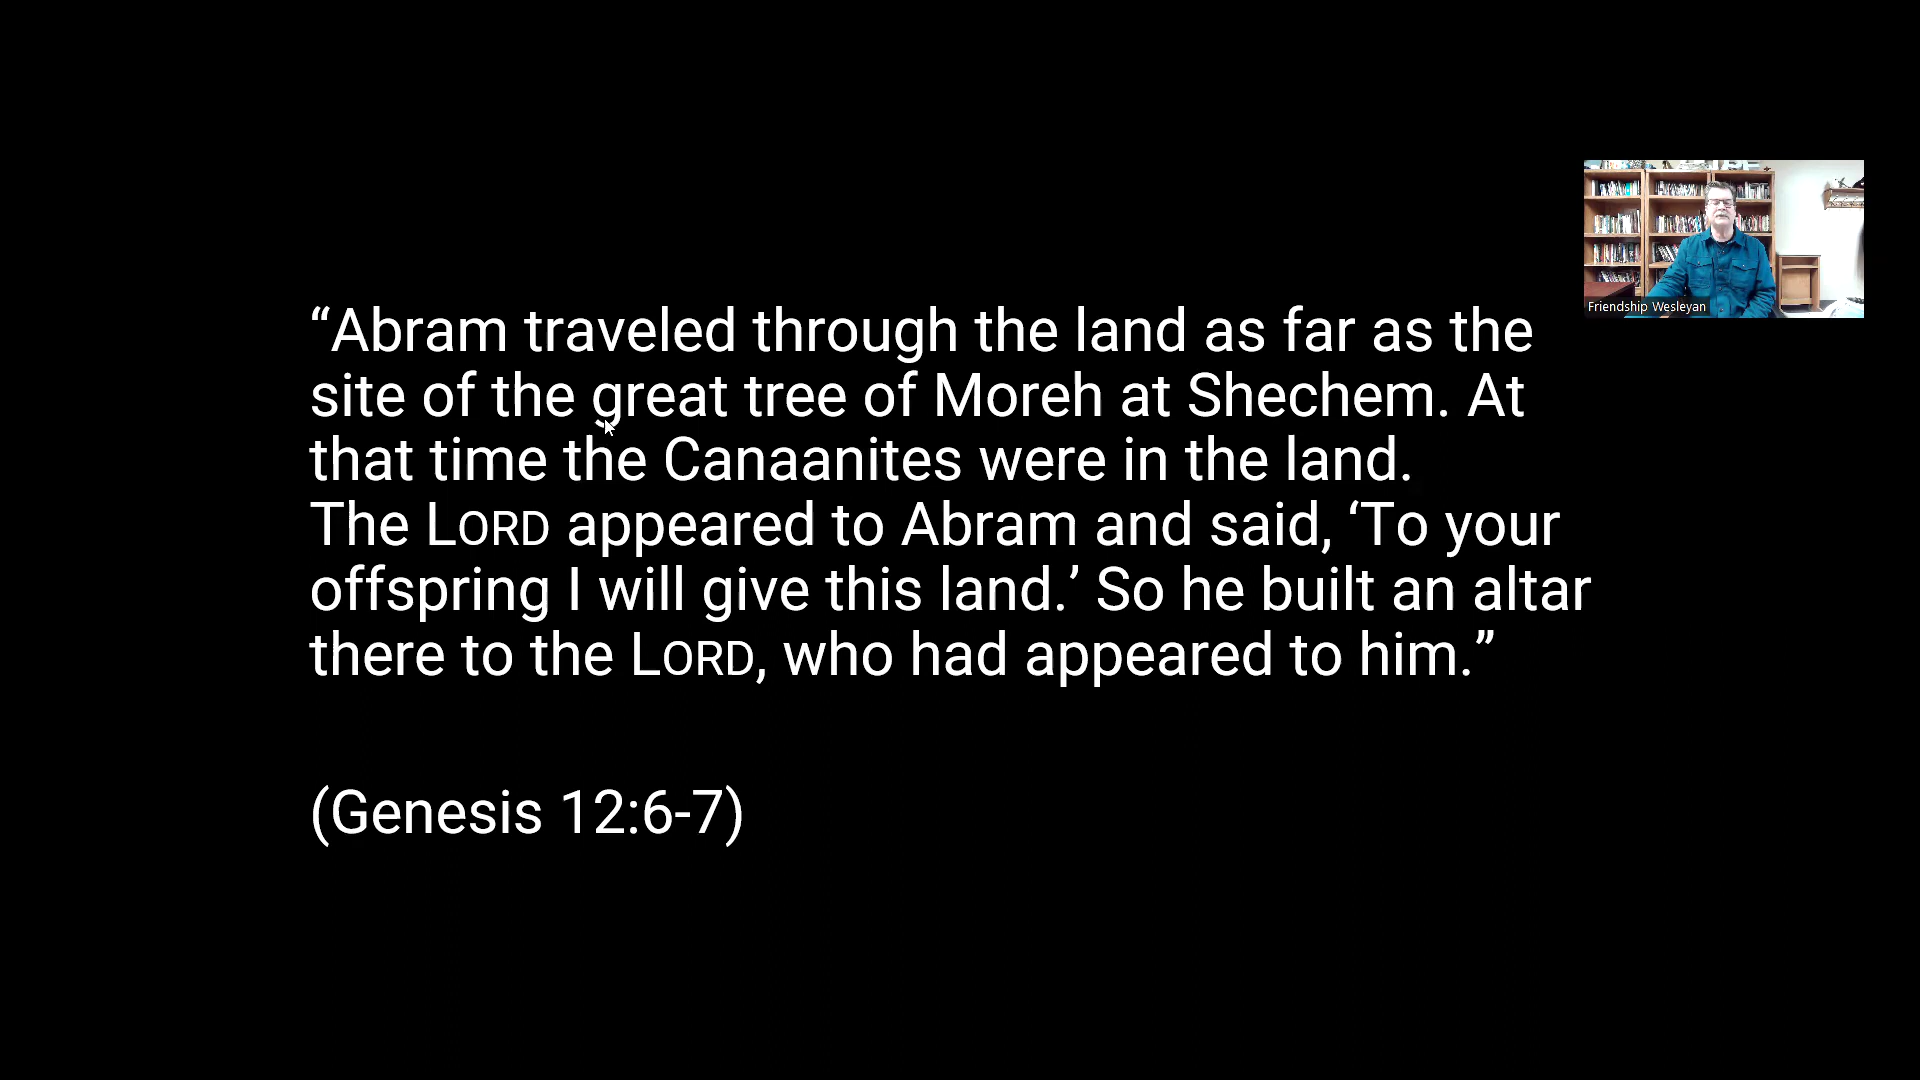 “Abram traveled through the land as far as the
site of the great tree of Moreh at Shechem. At
that time the Canaanites were in the land.
The LORD appeared to Abram and said, ‘To your
offspring I will give this land.’ So he built an altar
there to the LORD, who had appeared to him.”
(Genesis 12:6-7)
Friendship Wesleyan